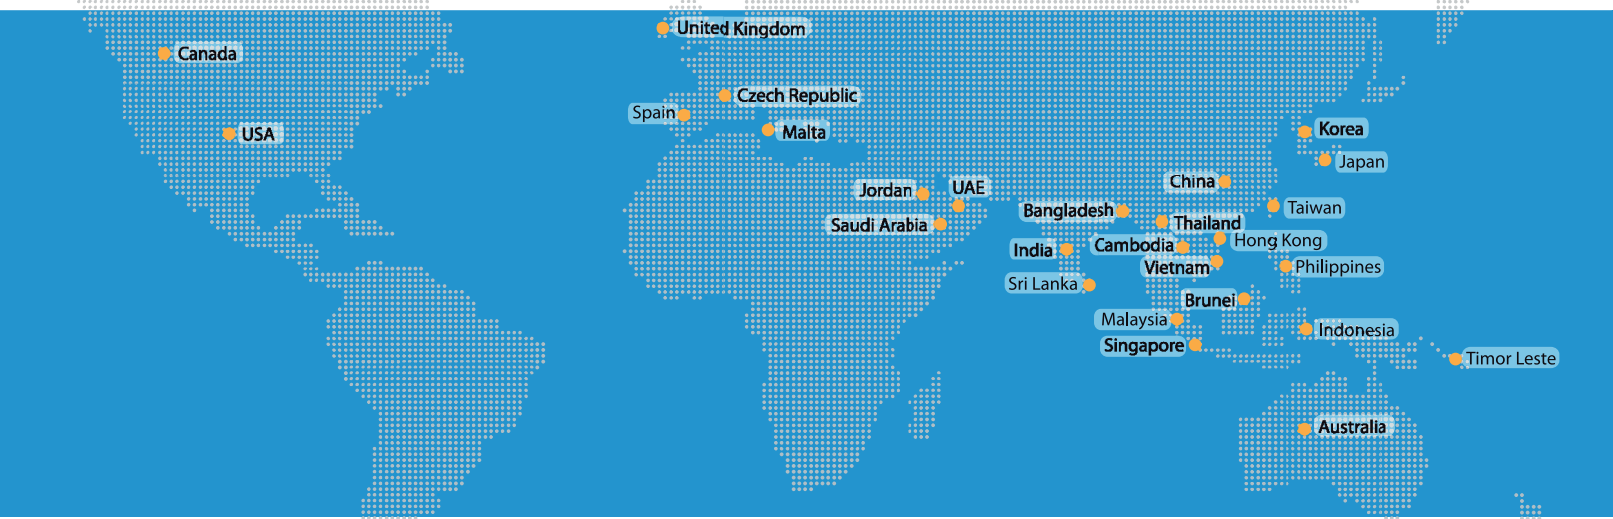 United Kingdom
Canada
Czech Republic
Spain
Malta
USA
Korea
Japan
China
UAE
Jordan
Taiwan
Bangladesh
Thailand
Saudi Arabia
Hong Kong
Cambodia
India
Vietnam
Philippines
Sri Lanka
Brunei
Malaysia
Indonesia
Singapore
Timor Leste
Australia